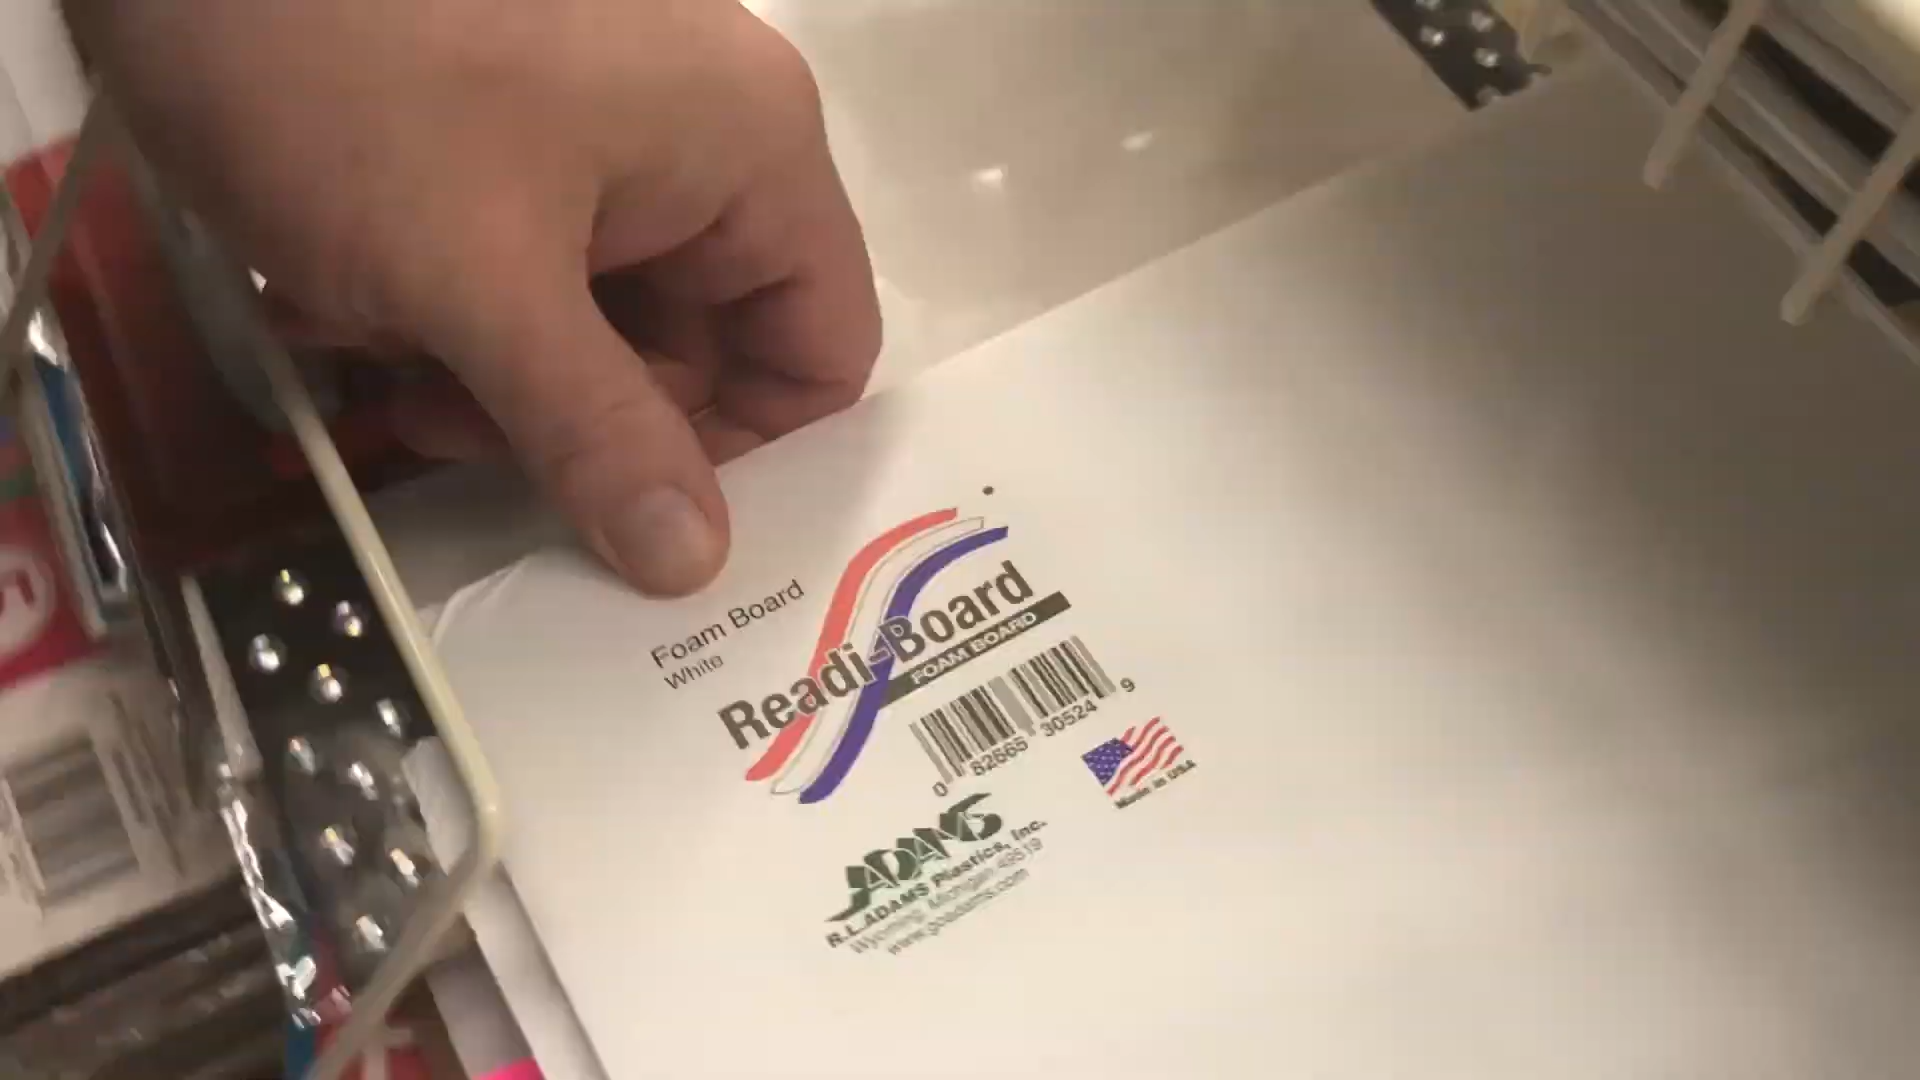 Foam Board
White
Readi-Board
FOAM BOARD
0 82665 30524 9
Made in USA
ADAMS
R.L.ADAMS Plastics, Inc.
Wyoming, Michigan 49519
www.goadams.com